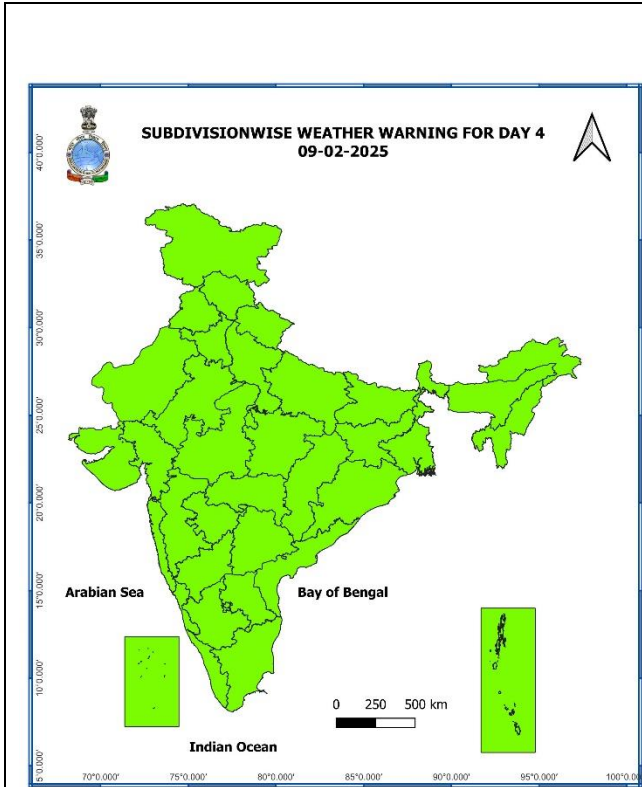 SUBDIVISIONWISE WEATHER WARNING FOR DAY 4
09-02-2025
40°0.000'
35°0.000'
30°0.000'
25°0.000'
20°0.000'
15°0.000'
10°0.000'
5°0.000'
Arabian Sea
Bay of Bengal
0 250 500 km
Indian Ocean
70°0.000' 75°0.000' 80°0.000' 85°0.000' 90°0.000' 95°0.000' 100°0.000'